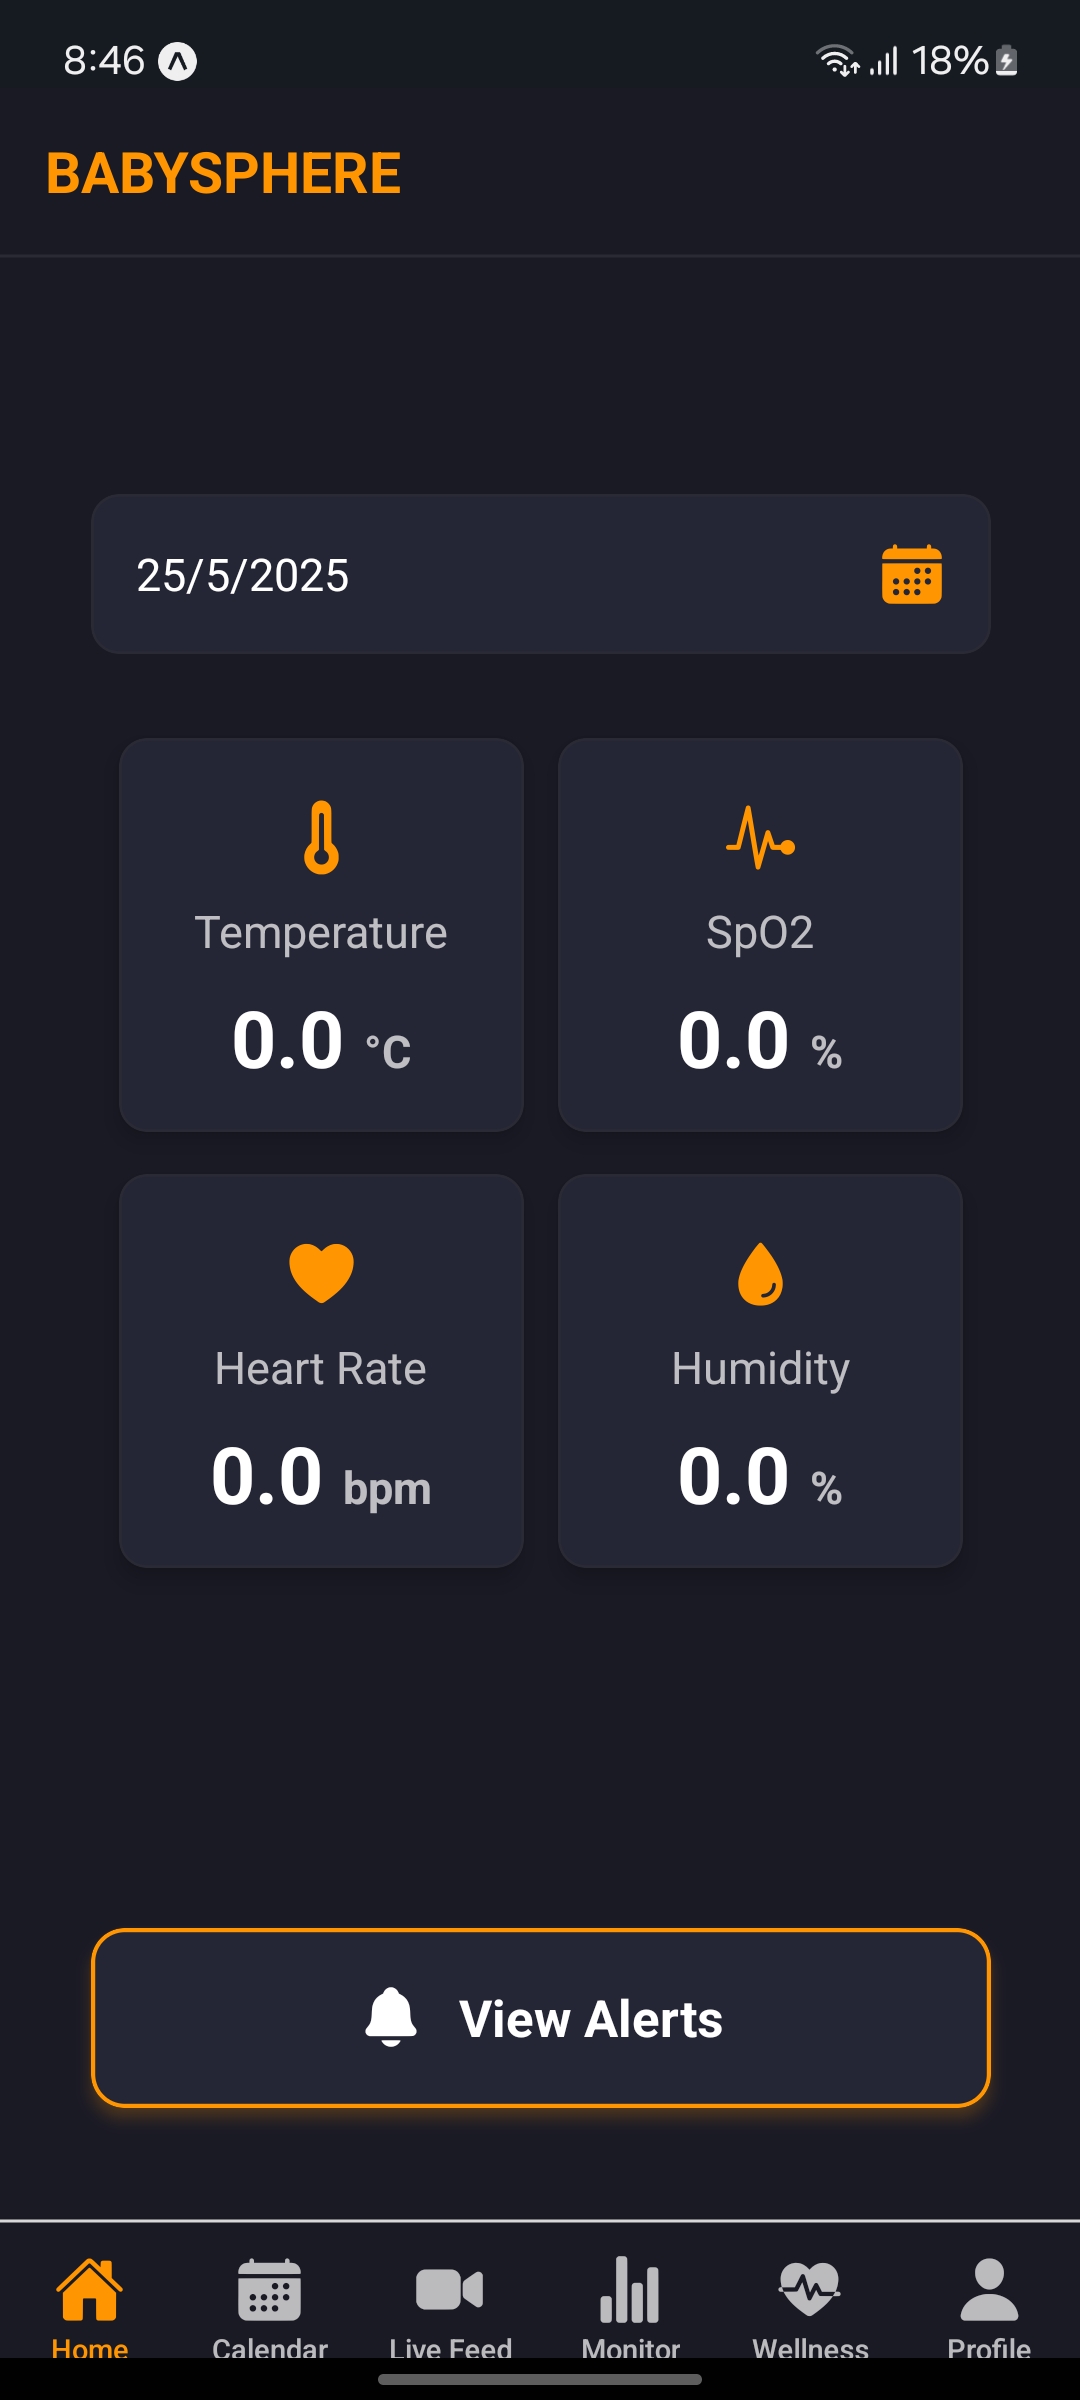 8:46 18%
BABYSPHERE
25/5/2025
Temperature SpO2
0.0 °C 0.0 %
Heart Rate Humidity
0.0 bpm 0.0 %
View Alerts
Home Calendar Live Feed Monitor Wellness Profile